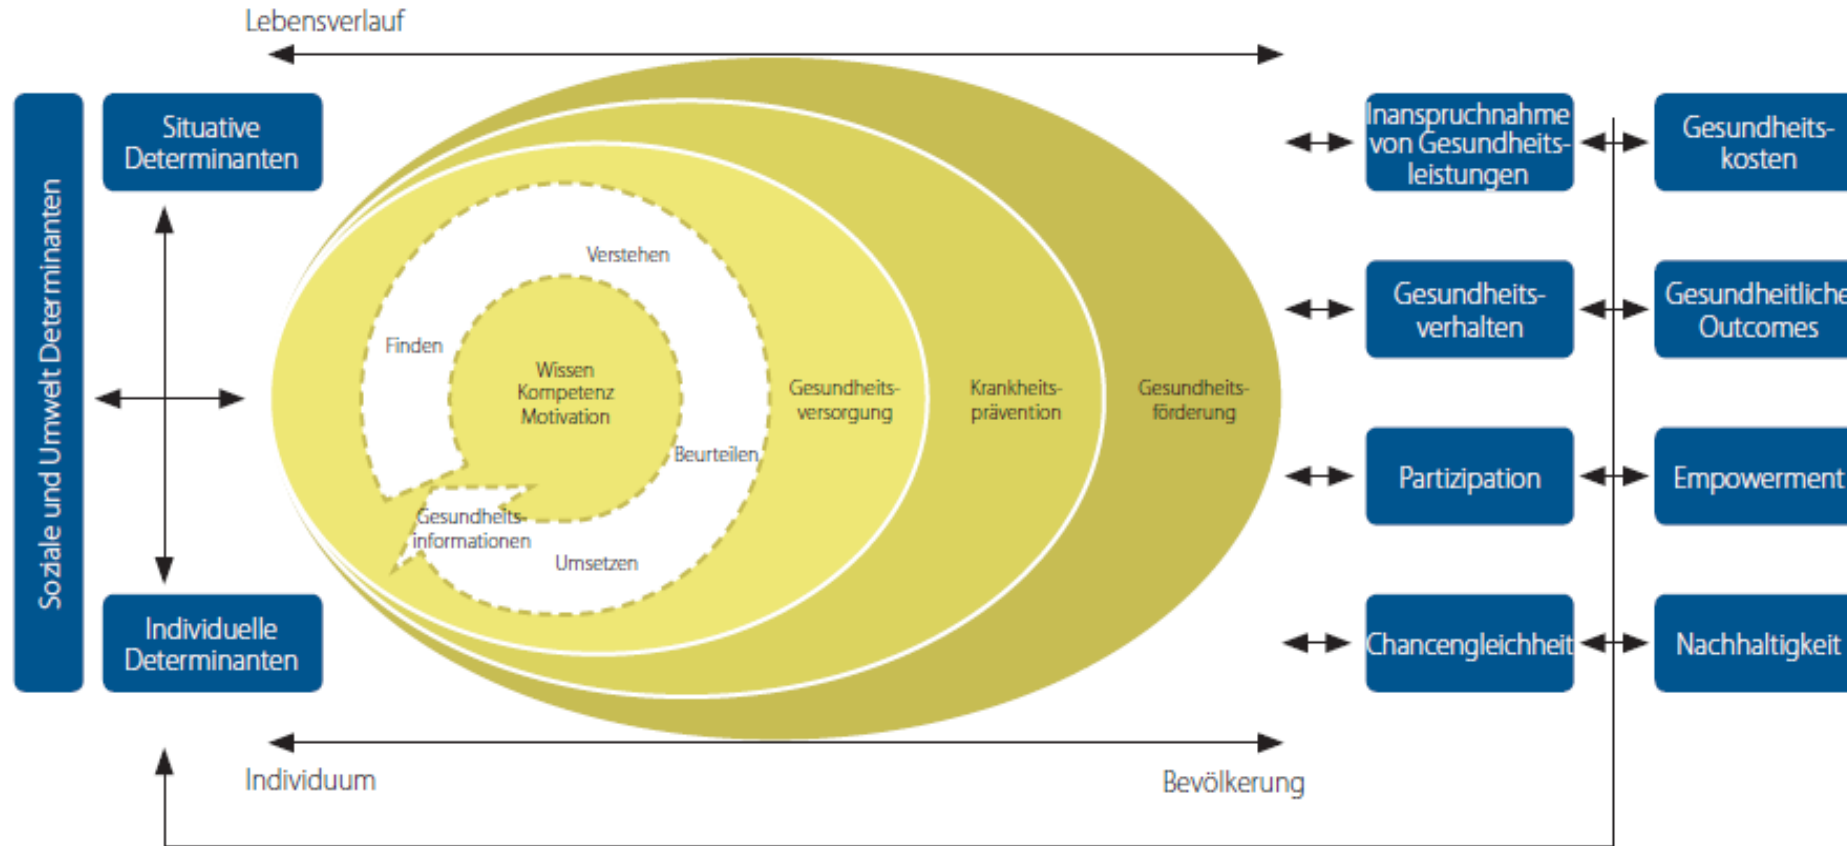 Lebensverlauf
Soziale und Umwelt Determinanten
Situative
Determinanten
Individuelle
Determinanten
Verstehen
Finden
Wissen
Kompetenz
Motivation
Beurteilen
Gesundheits-
informationen
Umsetzen
Gesundheits-
versorgung
Krankheits-
prävention
Gesundheits-
förderung
Inanspruchnahme
von Gesundheits-
leistungen
Gesundheits-
kosten
Gesundheits-
verhalten
Gesundheitliche
Outcomes
Partizipation
Empowerment
Chancengleichheit
Nachhaltigkeit
Individuum
Bevölkerung